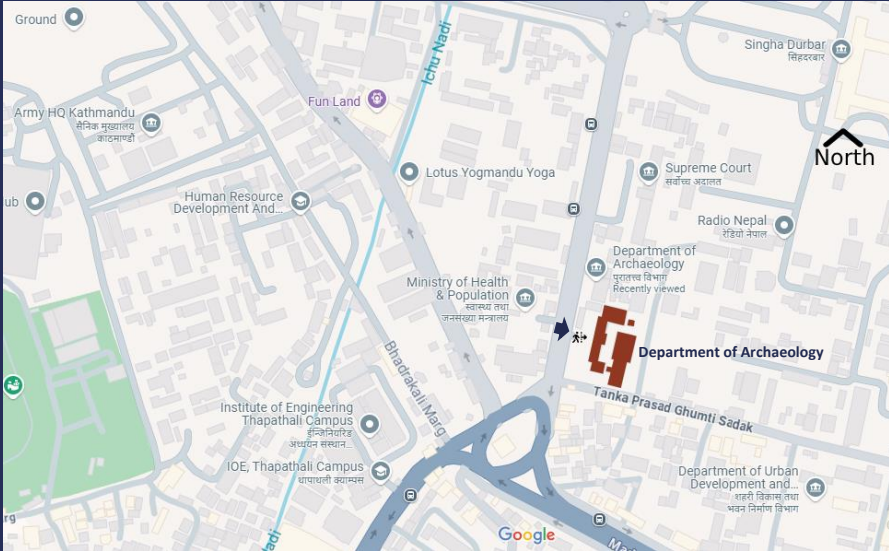 Ground
Ichu Nadi
Singha Durbar
सिंहदरबार
Fun Land
Army HQ Kathmandu
सैनिक मुख्यालय
काठमाण्डौं
North
Lotus Yogmandu Yoga
Supreme Court
सर्वोच्च अदालत
Human Resource
Development And...
ub
Radio Nepal
रेडियो नेपाल
Department of
Archaeology
पुरातत्त्व विभाग
Recently viewed
Ministry of Health
& Population
स्वास्थ्य तथा
जनसंख्या मन्त्रालय
Department of Archaeology
Bhadrakali Marg
Tanka Prasad Ghumti Sadak
Institute of Engineering
Thapathali Campus
ईन्जिनियरिङ
अध्ययन संस्थान...
IOE, Thapathali Campus
थापाथली क्याम्पस
Department of Urban
Development and...
शहरी विकास तथा
भवन निर्माण विभाग
rg
adi
Google
Mad